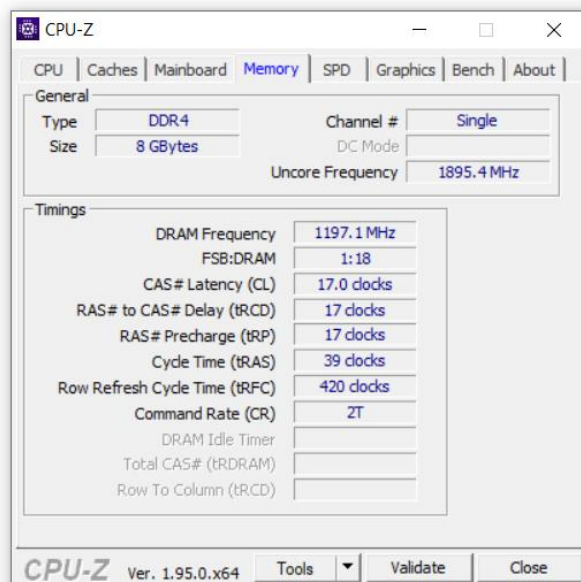 CPU-Z
CPU Caches Mainboard Memory SPD Graphics Bench About
General
Type DDR4 Channel # Single
Size 8 GBytes DC Mode
Uncore Frequency 1895.4 MHz
Timings
DRAM Frequency 1197.1 MHz
FSB:DRAM 1:18
CAS# Latency (CL) 17.0 clocks
RAS# to CAS# Delay (tRCD) 17 clocks
RAS# Precharge (tRP) 17 clocks
Cycle Time (tRAS) 39 clocks
Row Refresh Cycle Time (tRFC) 420 clocks
Command Rate (CR) 2T
DRAM Idle Timer
Total CAS# (tRDRAM)
Row To Column (tRCD)
CPU-Z Ver. 1.95.0.x64 Tools Validate Close